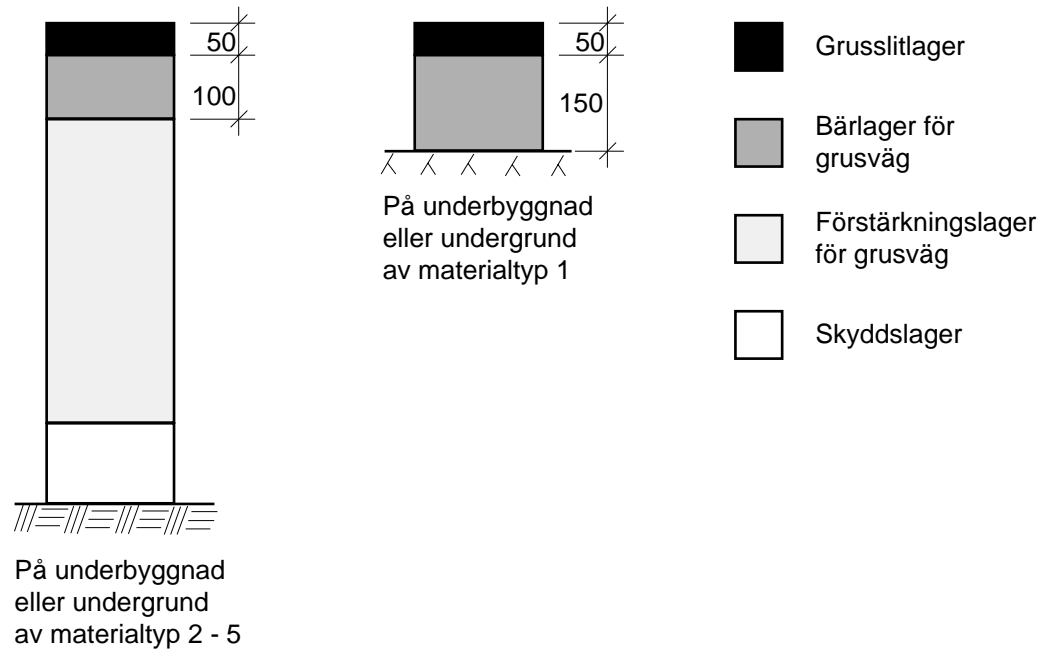 50
100
På underbyggnad
eller undergrund
av materialtyp 2 - 5
50
150
På underbyggnad
eller undergrund
av materialtyp 1
Grusslitlager
Bärlager för
grusväg
Förstärkningslager
för grusväg
Skyddslager